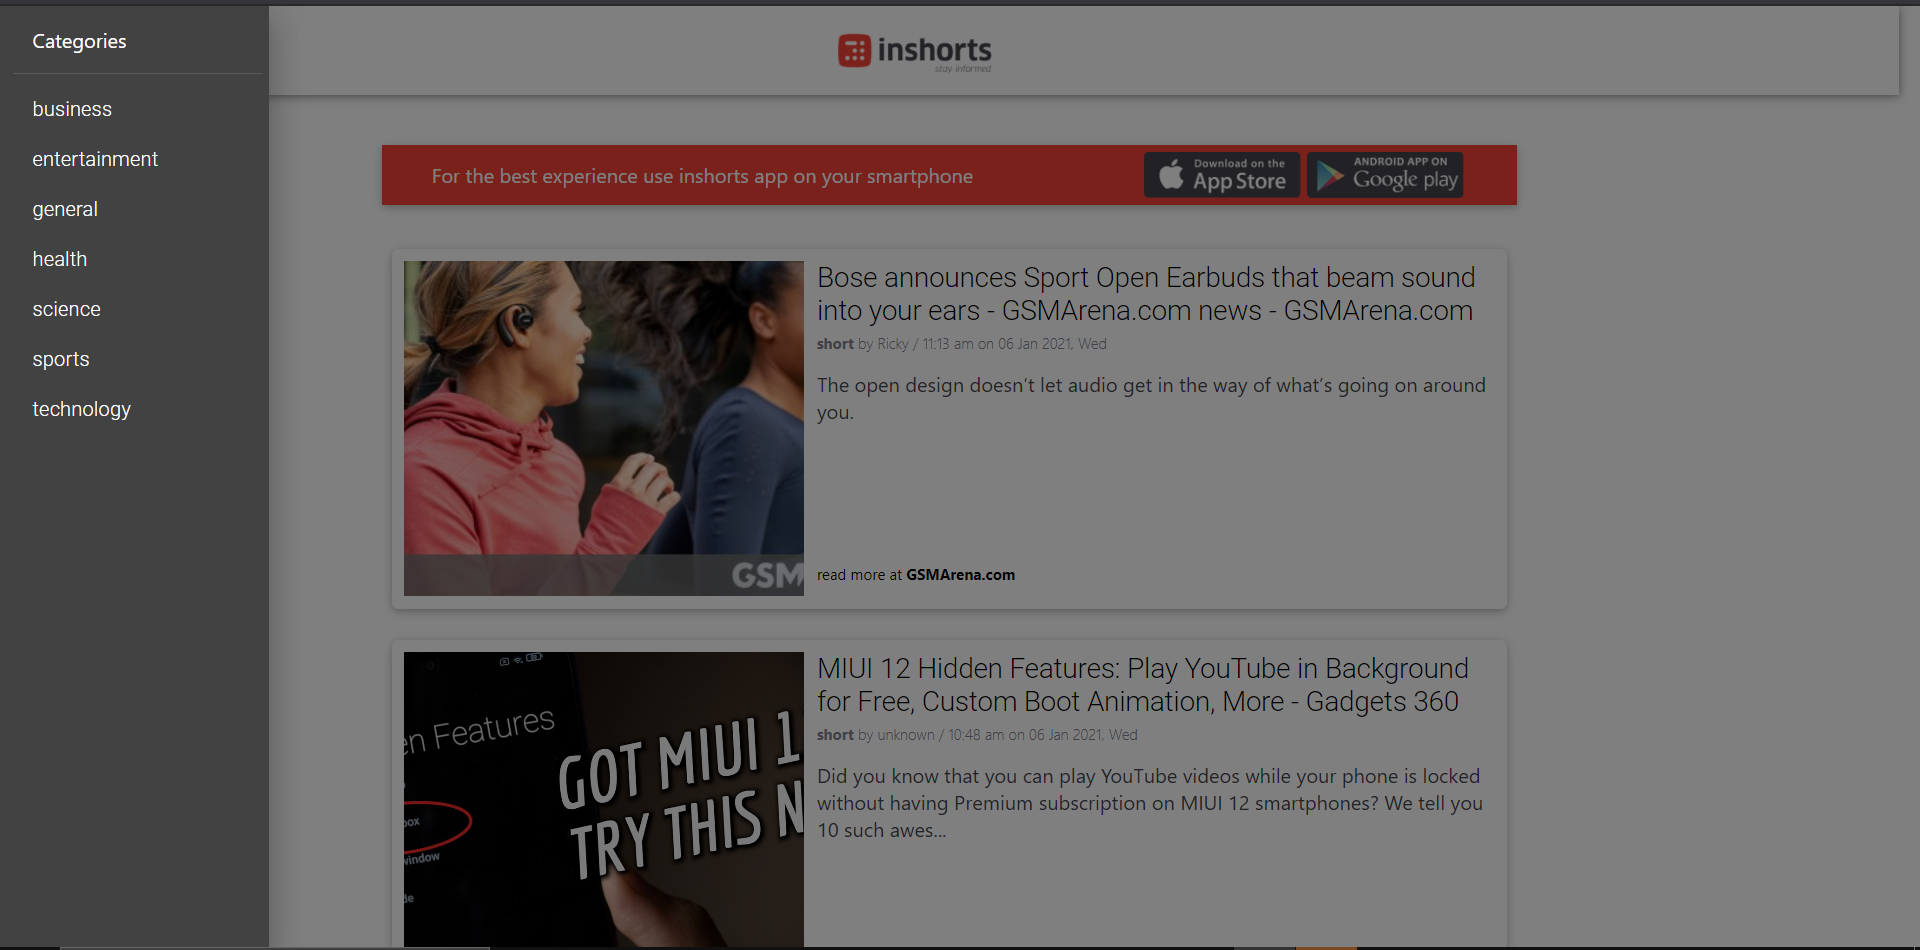 Categories
business
entertainment
general
health
science
sports
technology
inshorts
stay informed
For the best experience use inshorts app on your smartphone
Download on the
App Store
ANDROID APP ON
Google play
Bose announces Sport Open Earbuds that beam sound
into your ears - GSMArena.com news - GSMArena.com
short by Ricky / 11:13 am on 06 Jan 2021, Wed
The open design doesn't let audio get in the way of what's going on around
you.
GSM
read more at GSMArena.com
MIUI 12 Hidden Features: Play YouTube in Background
for Free, Custom Boot Animation, More - Gadgets 360
short by unknown / 10:48 am on 06 Jan 2021, Wed
Did you know that you can play YouTube videos while your phone is locked
without having Premium subscription on MIUI 12 smartphones? We tell you
10 such awes...
en Features
box
window
de
GOT MIUI 1
TRY THIS N